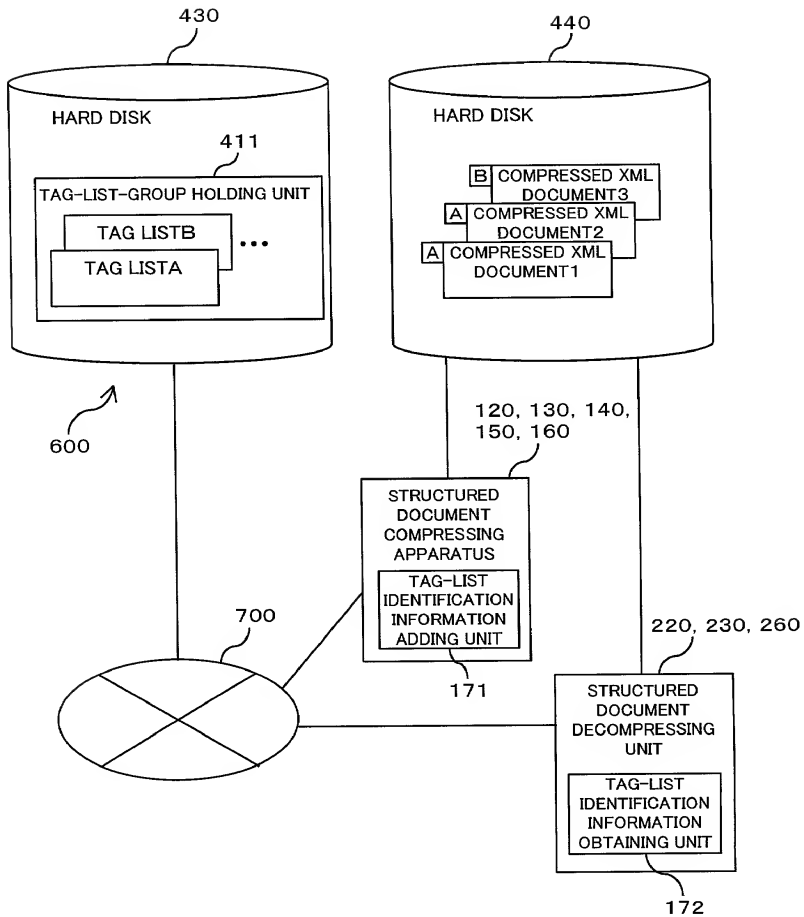 430
440
HARD DISK
411
TAG-LIST-GROUP HOLDING UNIT
TAG LISTB
...
TAG LISTA
HARD DISK
B COMPRESSED XML
DOCUMENT3
A COMPRESSED XML
DOCUMENT2
A COMPRESSED XML
DOCUMENT1
600
120, 130, 140,
150, 160
STRUCTURED
DOCUMENT
COMPRESSING
APPARATUS
TAG-LIST
IDENTIFICATION
INFORMATION
ADDING UNIT
171
700
220, 230, 260
STRUCTURED
DOCUMENT
DECOMPRESSING
UNIT
TAG-LIST
IDENTIFICATION
INFORMATION
OBTAINING UNIT
172